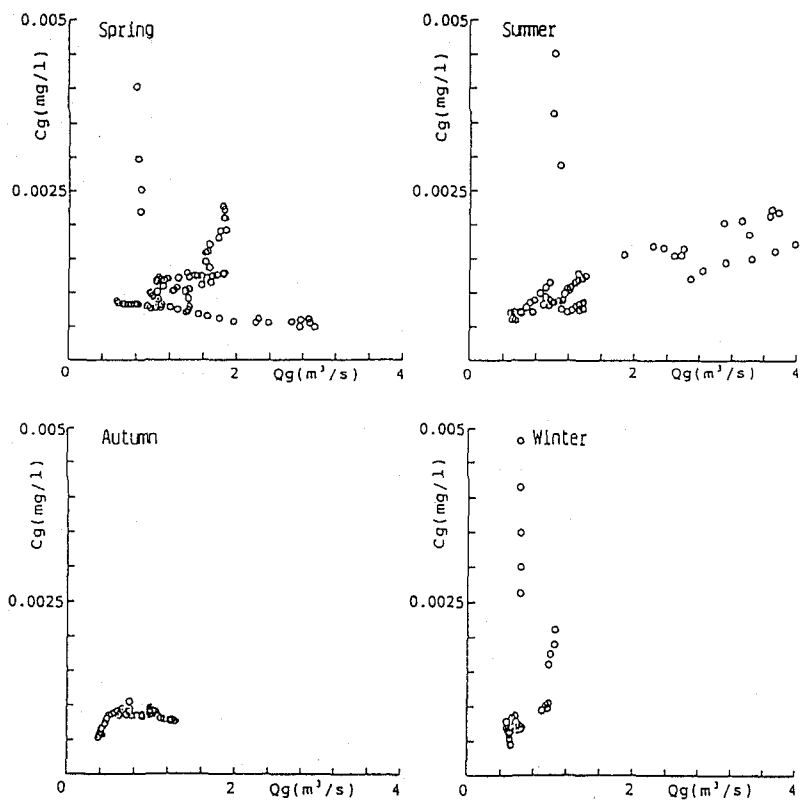 0.005
Spring
Cg(mg/l)
0.0025
0 2 Qg(m³/s) 4
0.005
Summer
Cg(mg/l)
0.0025
0 2 Qg(m³/s) 4
0.005
Autumn
Cg(mg/l)
0.0025
0 2 Qg(m³/s) 4
0.005
Winter
Cg(mg/l)
0.0025
0 2 Qg(m³/s) 4